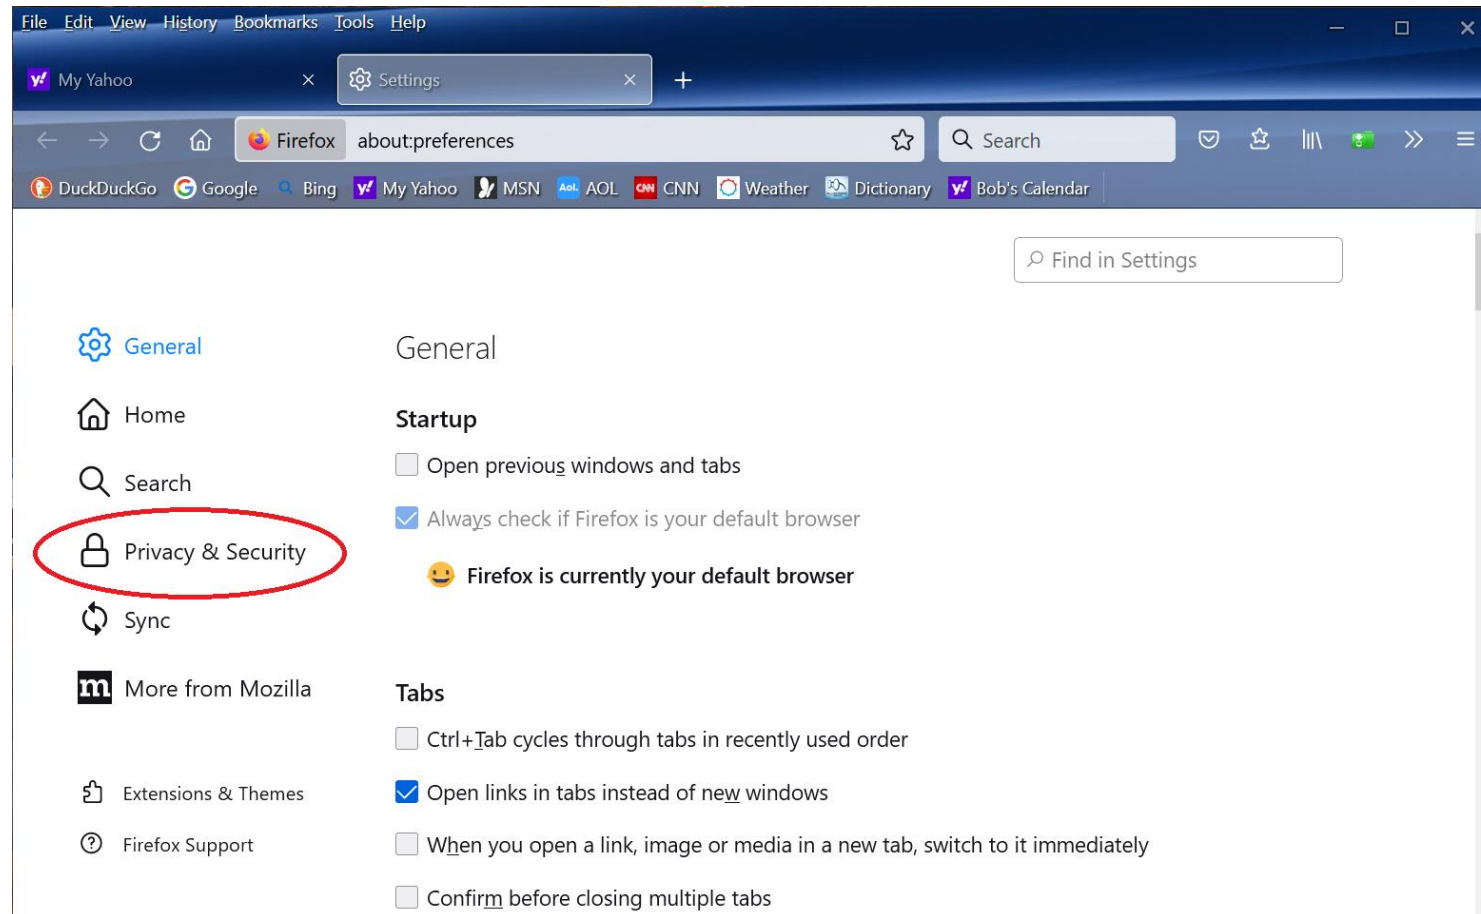 File Edit View History Bookmarks Tools Help
My Yahoo Settings
Firefox about:preferences Search
DuckDuckGo Google Bing My Yahoo MSN Aol. AOL CNN CNN Weather Dictionary Bob's Calendar
Find in Settings
General
Home
Search
Privacy & Security
Sync
m More from Mozilla
Extensions & Themes
Firefox Support
General
Startup
Open previous windows and tabs
Always check if Firefox is your default browser
Firefox is currently your default browser
Tabs
Ctrl+Tab cycles through tabs in recently used order
Open links in tabs instead of new windows
When you open a link, image or media in a new tab, switch to it immediately
Confirm before closing multiple tabs